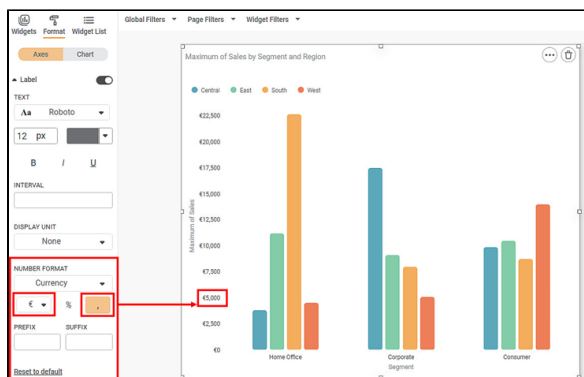 Widgets Format Widget List
Global Filters Page Filters Widget Filters
Axes Chart
Label
TEXT
Aa Roboto
12 px
B I U
INTERVAL
DISPLAY UNIT
None
NUMBER FORMAT
Currency
€ % ,
PREFIX SUFFIX
Reset to default
Maximum of Sales by Segment and Region
Central East South West
Maximum of Sales
€22,500
€20,000
€17,500
€15,000
€12,500
€10,000
€7,500
€5,000
€2,500
€0
Home Office Corporate Consumer
Segment